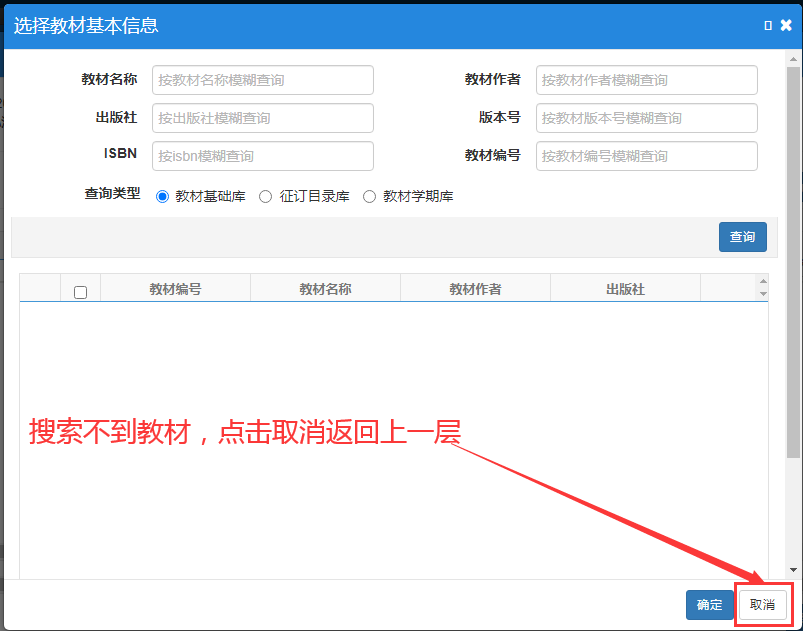 选择教材基本信息
教材名称 按教材名称模糊查询 教材作者 按教材作者模糊查询
出版社 按出版社模糊查询 版本号 按教材版本号模糊查询
ISBN 按isbn模糊查询 教材编号 按教材编号模糊查询
查询类型 教材基础库 征订目录库 教材学期库
查询
教材编号 教材名称 教材作者 出版社
搜索不到教材，点击取消返回上一层
确定 取消